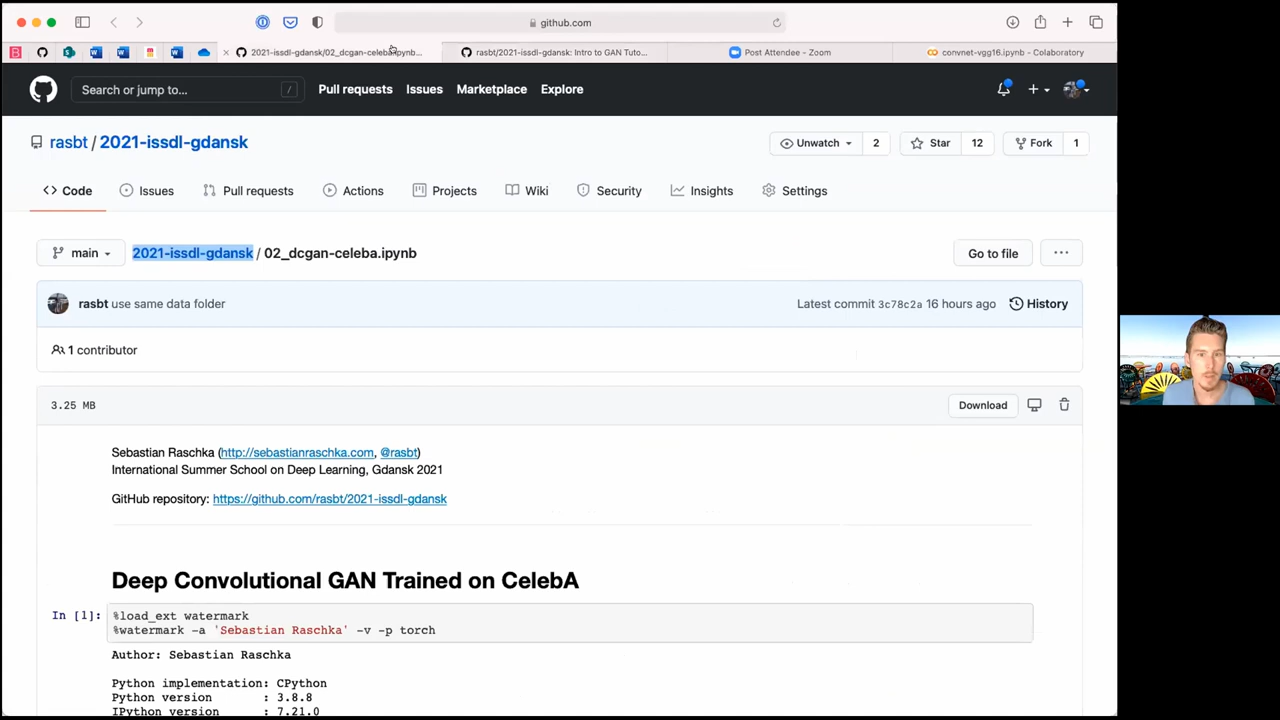 github.com
2021-issdl-gdansk/02_dcgan-celeba.ipynb...
rasbt/2021-issdl-gdansk: Intro to GAN Tuto...
Post Attendee - Zoom
convnet-vgg16.ipynb - Colaboratory
Search or jump to...
/
Pull requests
Issues
Marketplace
Explore
rasbt / 2021-issdl-gdansk
Unwatch
2
Star
12
Fork
1
Code
Issues
Pull requests
Actions
Projects
Wiki
Security
Insights
Settings
main
2021-issdl-gdansk / 02_dcgan-celeba.ipynb
Go to file
...
rasbt use same data folder
Latest commit 3c78c2a 16 hours ago
History
1 contributor
3.25 MB
Download
Sebastian Raschka (http://sebastianraschka.com, @rasbt)
International Summer School on Deep Learning, Gdansk 2021
GitHub repository: https://github.com/rasbt/2021-issdl-gdansk
Deep Convolutional GAN Trained on CelebA
In [1]:
%load_ext watermark
%watermark -a 'Sebastian Raschka' -v -p torch
Author: Sebastian Raschka
Python implementation: CPython
Python version : 3.8.8
IPython version : 7.21.0